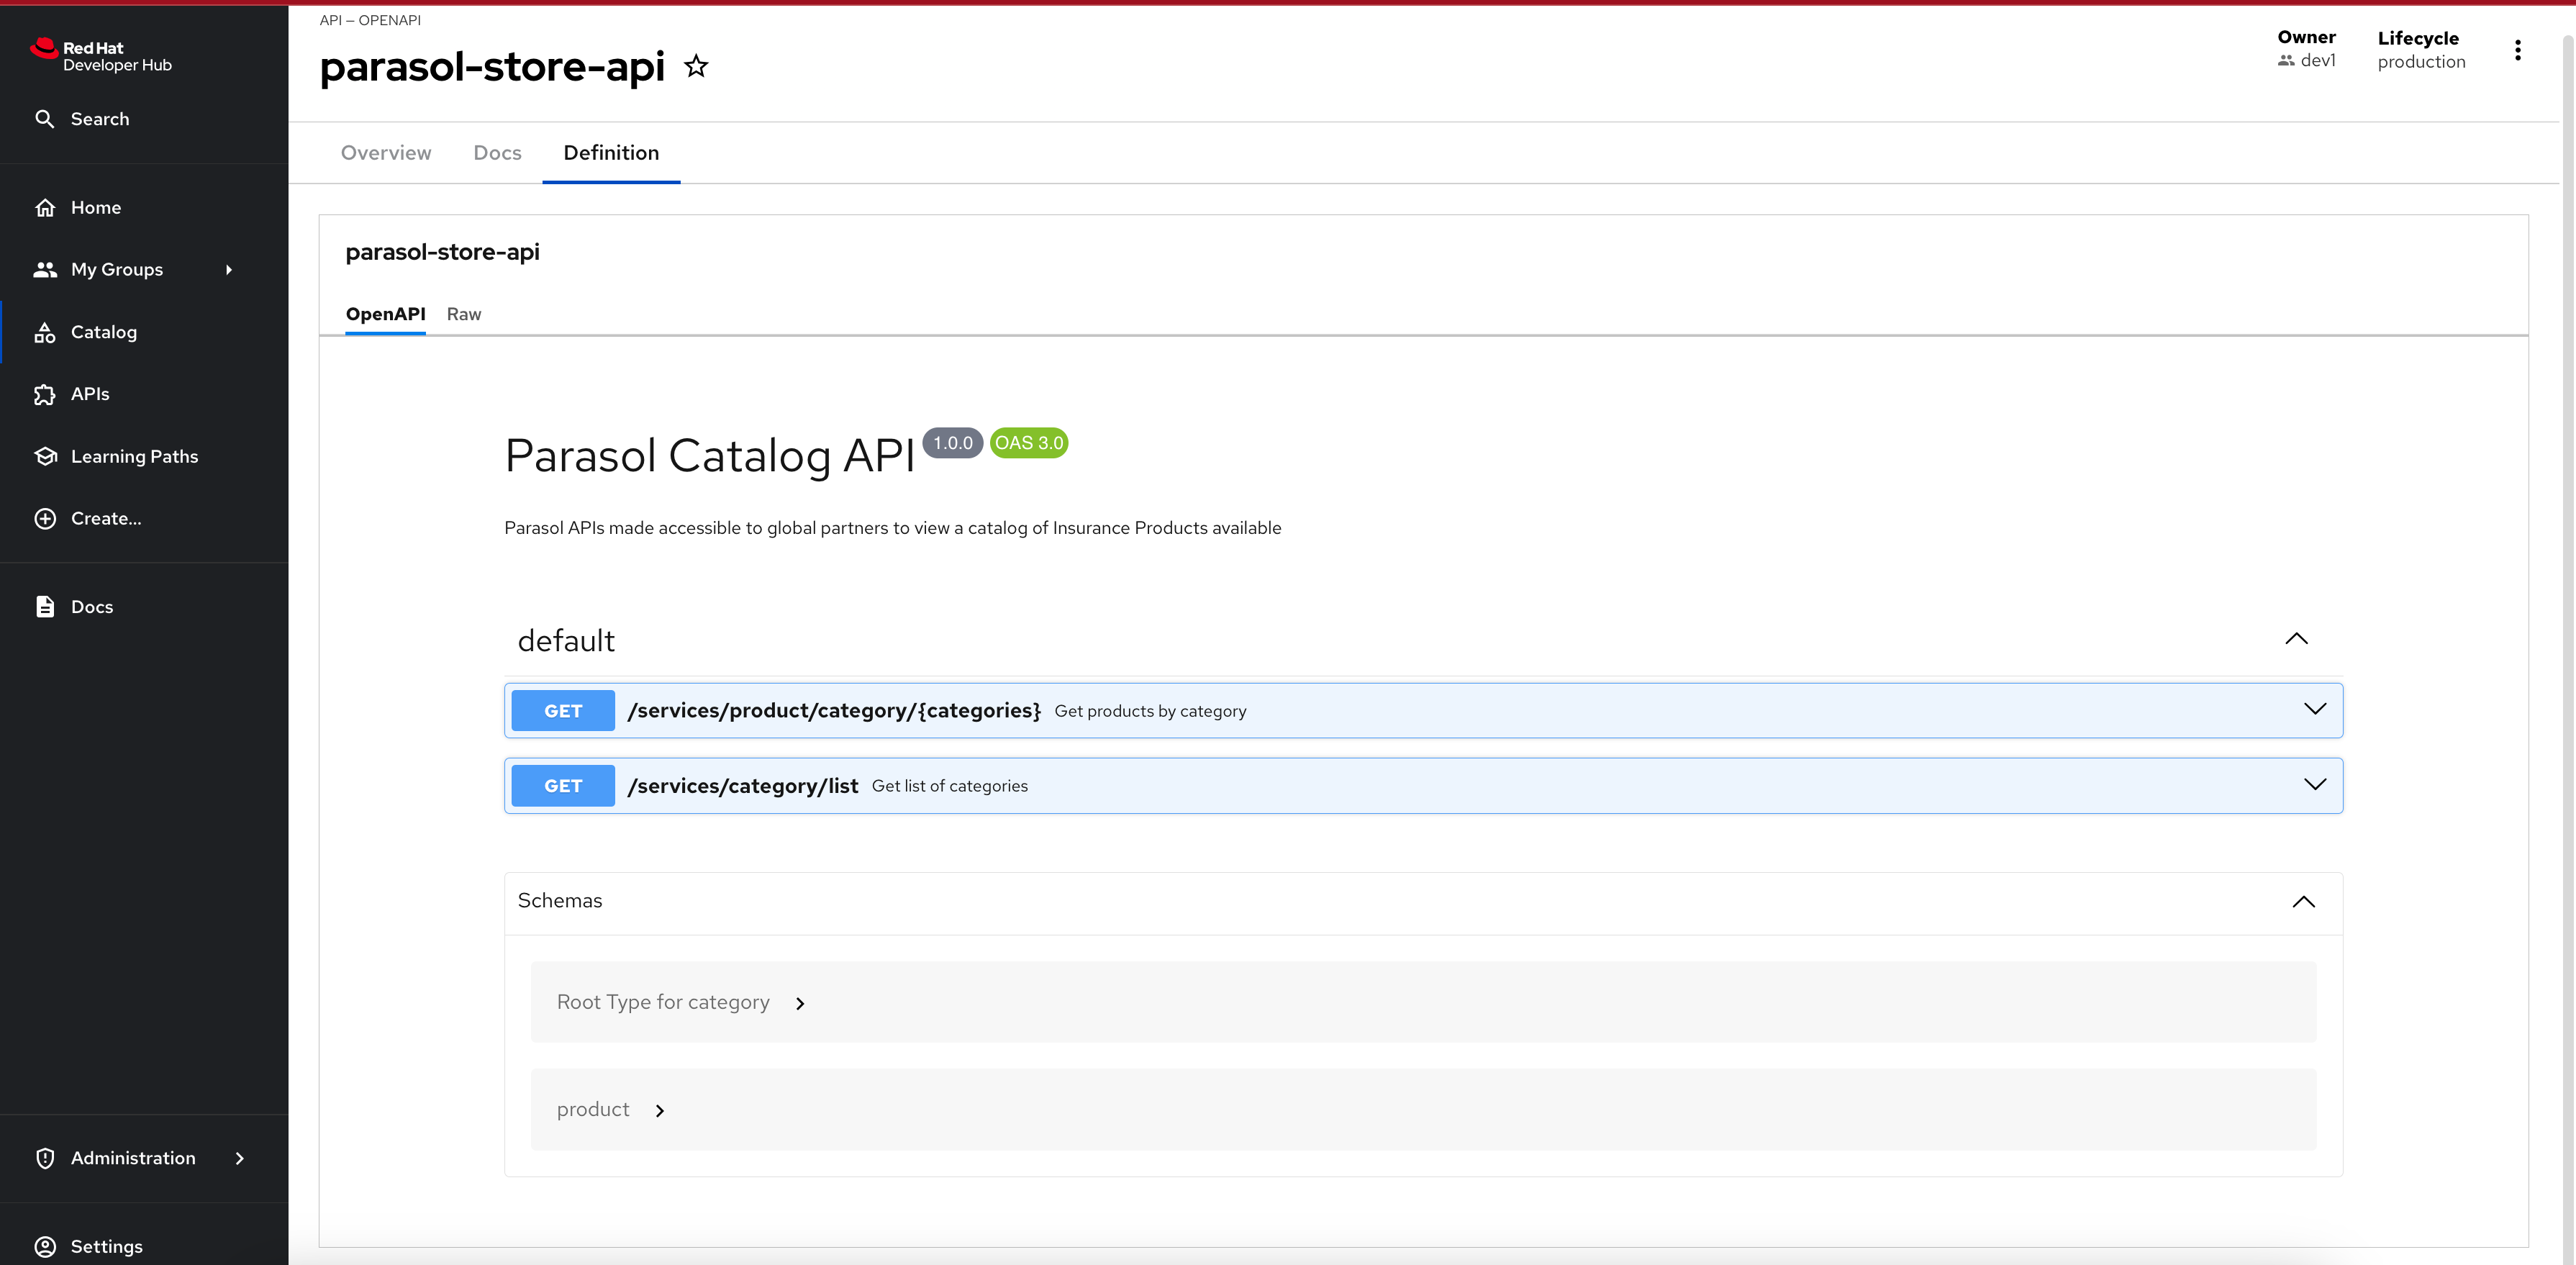 Red Hat
Developer Hub
Search
Home
My Groups
Catalog
APIs
Learning Paths
Create...
Docs
Administration
Settings
API — OPENAPI
parasol-store-api
Owner
dev1
Lifecycle
production
Overview Docs Definition
parasol-store-api
OpenAPI Raw
Parasol Catalog API 1.0.0 OAS 3.0
Parasol APIs made accessible to global partners to view a catalog of Insurance Products available
default
GET /services/product/category/{categories} Get products by category
GET /services/category/list Get list of categories
Schemas
Root Type for category
product